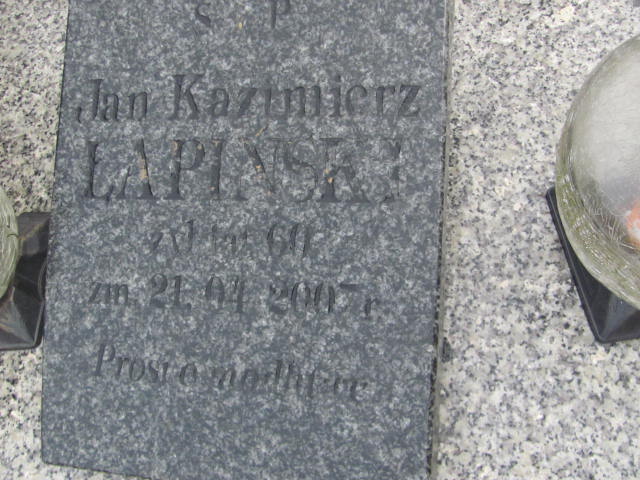 Ś P
Jan Kazimierz
ŁAPIŃSKI
żył lat 60
zm. 21.04.2007 r.
Prosi o modlitwę